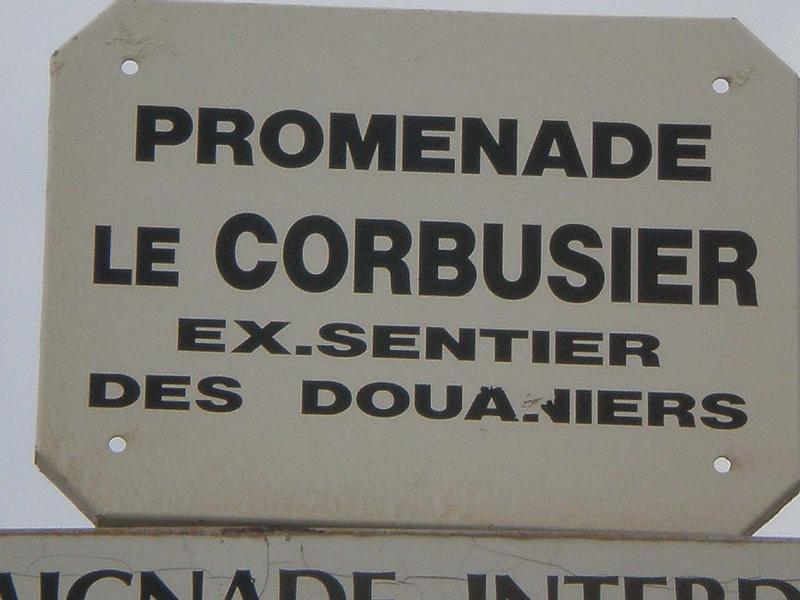 PROMENADE
LE CORBUSIER
EX.SENTIER
DES DOUANIERS